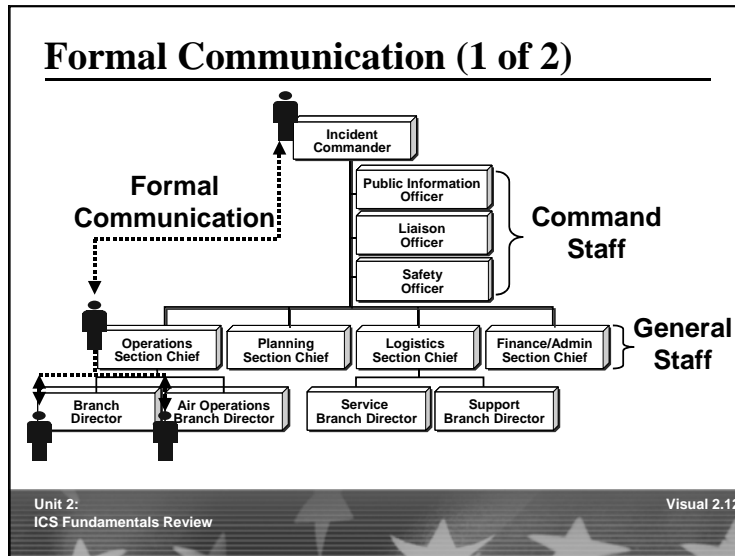 Formal Communication (1 of 2)
Incident
Commander
Formal
Communication
Public Information
Officer
Liaison
Officer
Safety
Officer
Command
Staff
Operations
Section Chief
Planning
Section Chief
Logistics
Section Chief
Finance/Admin
Section Chief
General
Staff
Branch
Director
Air Operations
Branch Director
Service
Branch Director
Support
Branch Director
Unit 2:
ICS Fundamentals Review
Visual 2.12